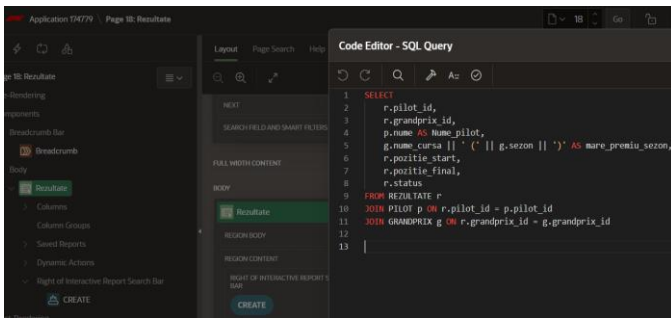 Application 174779 \ Page 18: Rezultate
18
Go
ge 18: Rezultate
e-Rendering
mponents
Breadcrumb Bar
Breadcrumb
Body
Rezultate
Columns
Column Groups
Saved Reports
Dynamic Actions
Right of Interactive Report Search Bar
CREATE
Layout Page Search Help
NEXT
SEARCH FIELD AND SMART FILTERS
FULL WIDTH CONTENT
BODY
Rezultate
REGION BODY
REGION CONTENT
RIGHT OF INTERACTIVE REPORT S
BAR
CREATE
Code Editor - SQL Query
1 SELECT
2 r.pilot_id,
3 r.grandprix_id,
4 p.nume AS Nume_pilot,
5 g.nume_cursa || ' (' || g.sezon || ')' AS mare_premiu_sezon,
6 r.pozitie_start,
7 r.pozitie_final,
8 r.status
9 FROM REZULTATE r
10 JOIN PILOT p ON r.pilot_id = p.pilot_id
11 JOIN GRANDPRIX g ON r.grandprix_id = g.grandprix_id
12
13